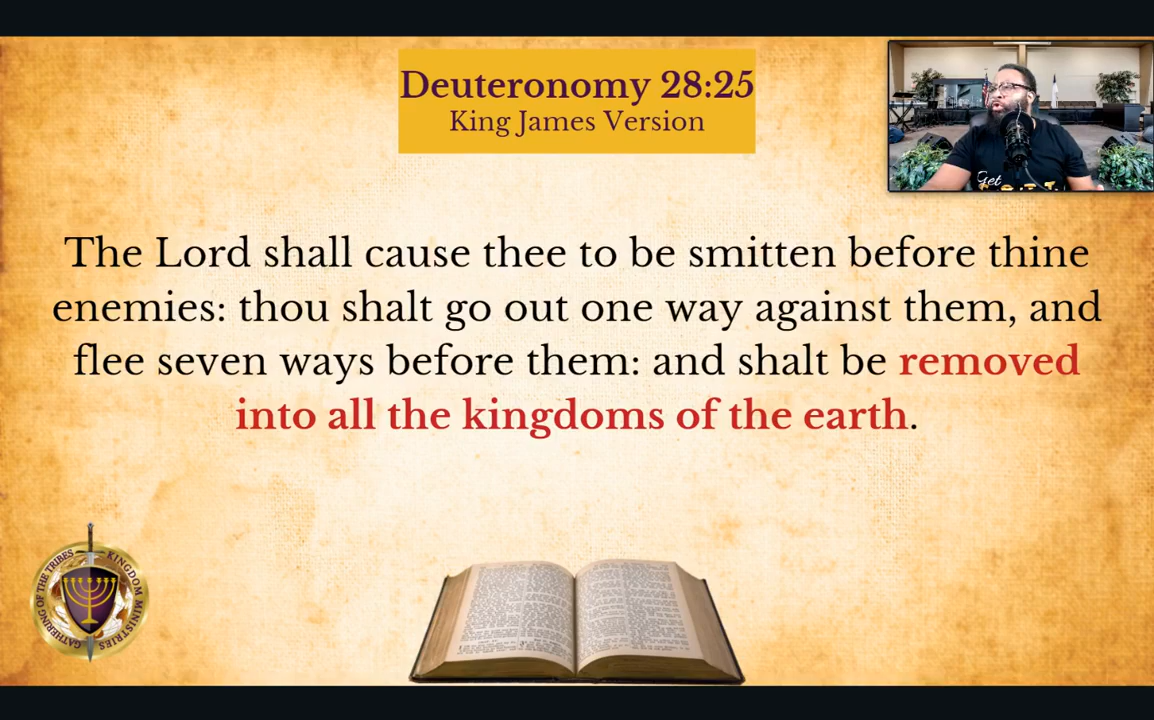 Deuteronomy 28:25
King James Version
Get
The Lord shall cause thee to be smitten before thine
enemies: thou shalt go out one way against them, and
flee seven ways before them: and shalt be removed
into all the kingdoms of the earth.
GATHERING OF THE TRIBES
KINGDOM MINISTRIES